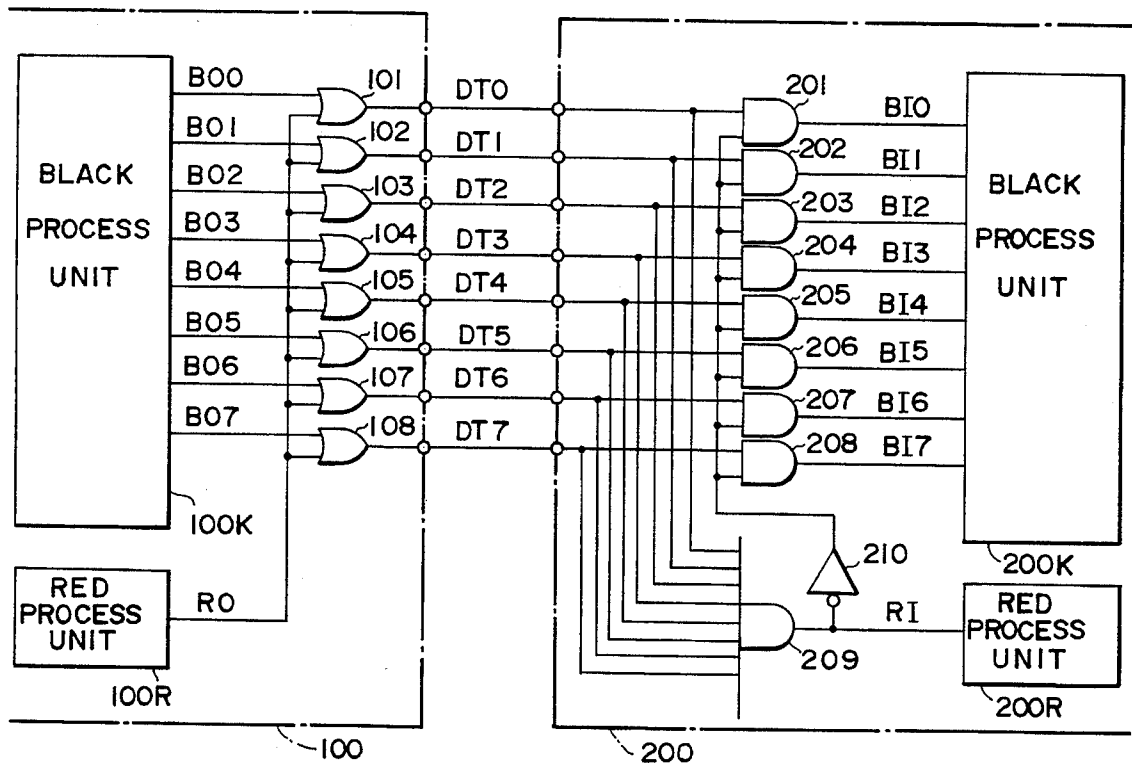 BLACK
PROCESS
UNIT
100K
RED
PROCESS
UNIT
100R
BO0
BO1
BO2
BO3
BO4
BO5
BO6
BO7
RO
101
102
103
104
105
106
107
108
100
DT0
DT1
DT2
DT3
DT4
DT5
DT6
DT7
201
202
203
204
205
206
207
208
209
210
BI0
BI1
BI2
BI3
BI4
BI5
BI6
BI7
RI
BLACK
PROCESS
UNIT
200K
RED
PROCESS
UNIT
200R
200